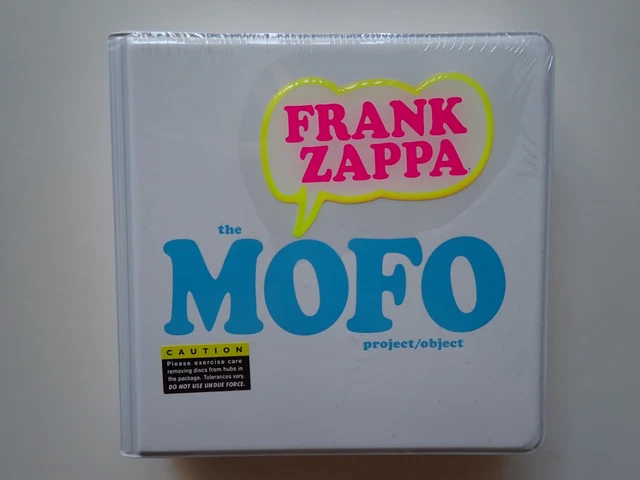 FRANK
ZAPPA
the
MOFO
project/object
CAUTION
Please exercise care
removing discs from hubs in
the package. Tolerances vary.
DO NOT USE UNDUE FORCE.